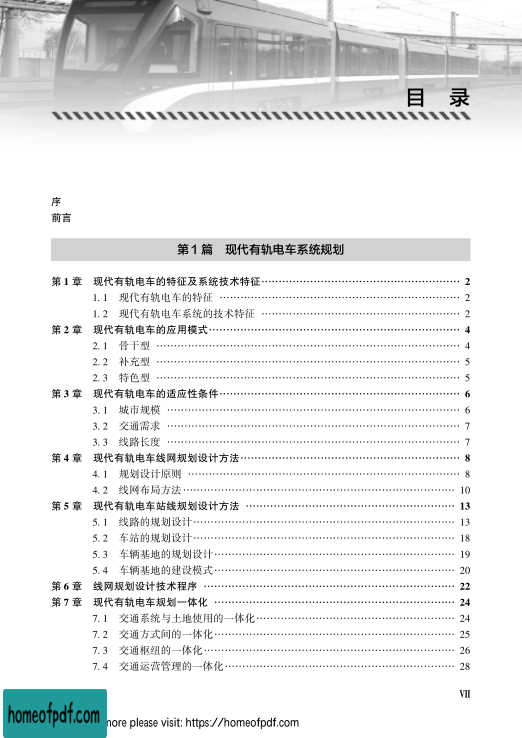 目 录
序
前言
第1篇 现代有轨电车系统规划
第1章 现代有轨电车的特征及系统技术特征…………………………………………… 2
1.1 现代有轨电车的特征 …………………………………………………… 2
1.2 现代有轨电车系统的技术特征 ………………………………………… 2
第2章 现代有轨电车的应用模式……………………………………………………… 4
2.1 骨干型 …………………………………………………………………… 4
2.2 补充型 …………………………………………………………………… 5
2.3 特色型 …………………………………………………………………… 5
第3章 现代有轨电车的适应性条件…………………………………………………… 6
3.1 城市规模 ………………………………………………………………… 6
3.2 交通需求 ………………………………………………………………… 7
3.3 线路长度 ………………………………………………………………… 7
第4章 现代有轨电车线网规划设计方法……………………………………………… 8
4.1 规划设计原则 …………………………………………………………… 8
4.2 线网布局方法…………………………………………………………… 10
第5章 现代有轨电车站线规划设计方法 …………………………………………… 13
5.1 线路的规划设计………………………………………………………… 13
5.2 车站的规划设计………………………………………………………… 18
5.3 车辆基地的规划设计…………………………………………………… 19
5.4 车辆基地的建设模式…………………………………………………… 20
第6章 线网规划设计技术程序 ……………………………………………………… 22
第7章 现代有轨电车规划一体化 …………………………………………………… 24
7.1 交通系统与土地使用的一体化………………………………………… 24
7.2 交通方式间的一体化…………………………………………………… 25
7.3 交通枢纽的一体化……………………………………………………… 26
7.4 交通运营管理的一体化………………………………………………… 28
VII
homeofpdf.com
more please visit: https://homeofpdf.com